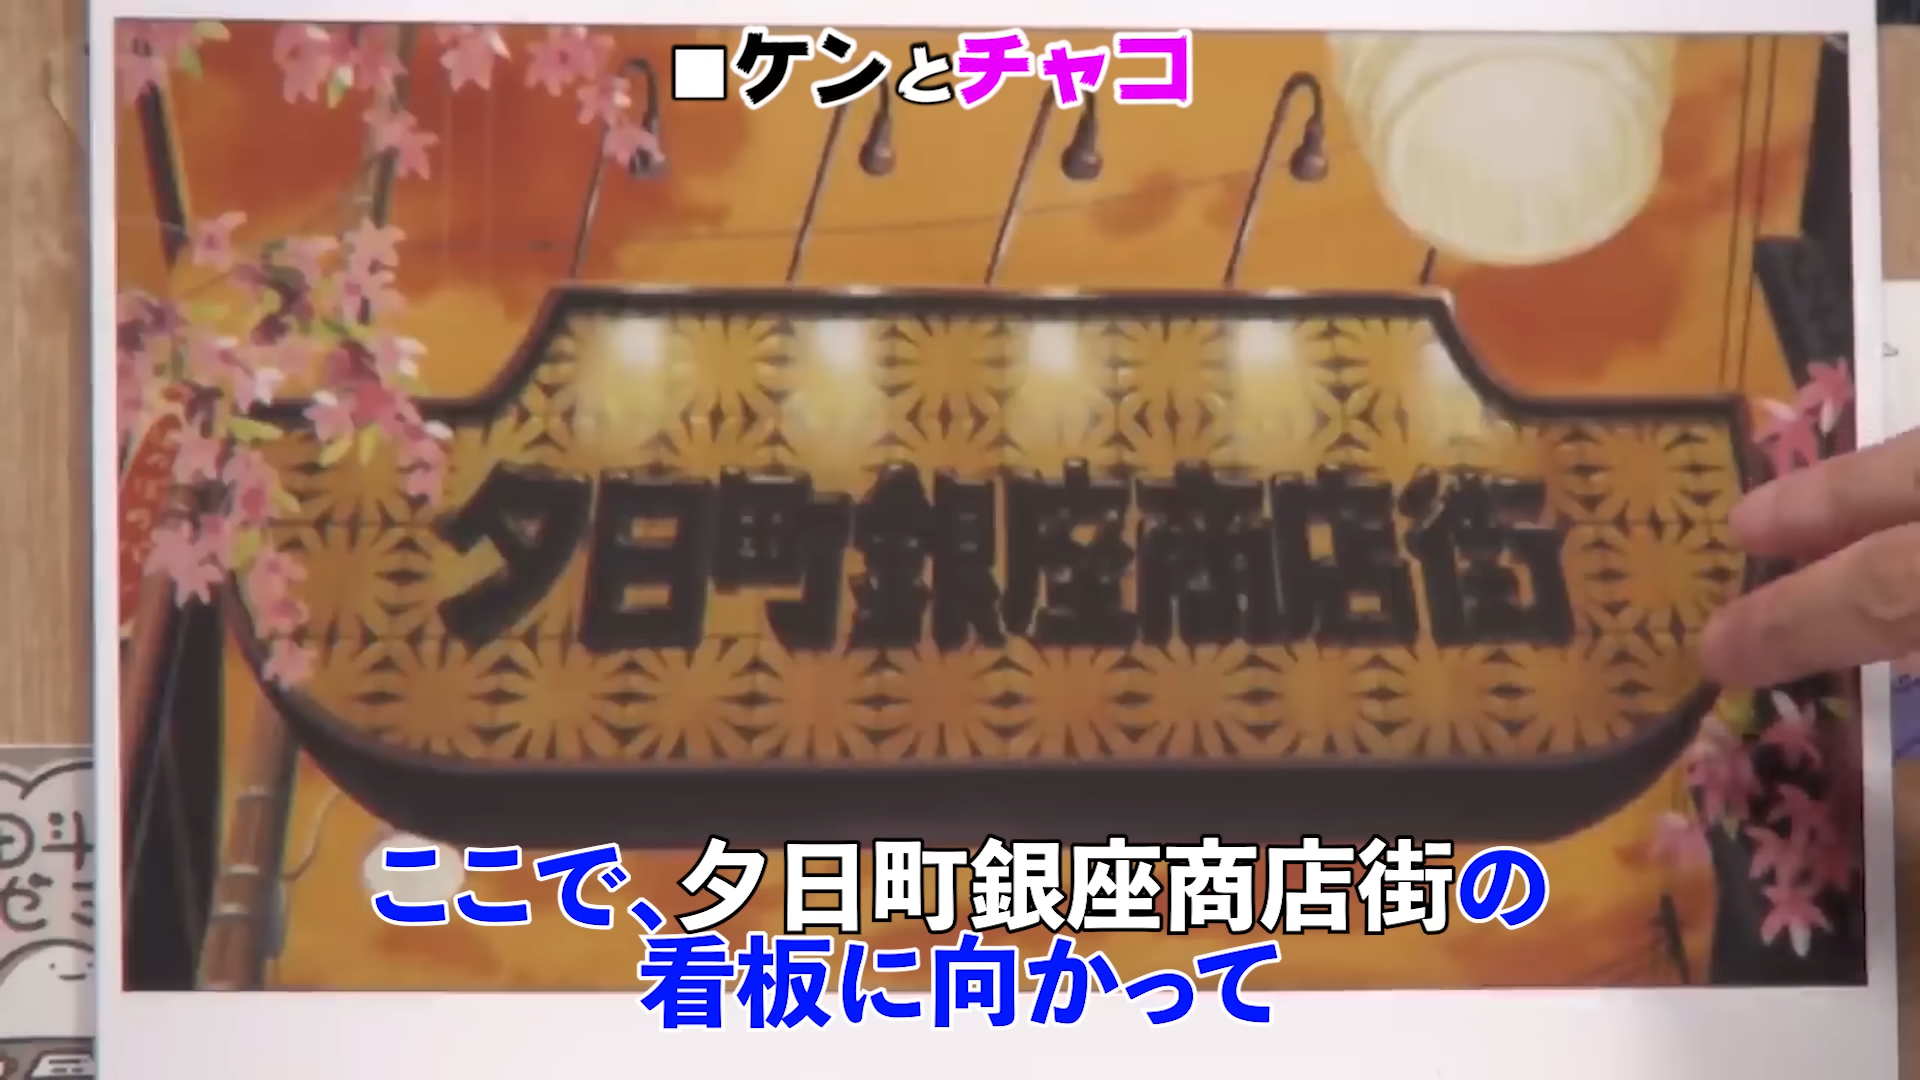 ■ケンとチャコ
夕日町銀座商店街
ここで、夕日町銀座商店街の
看板に向かって